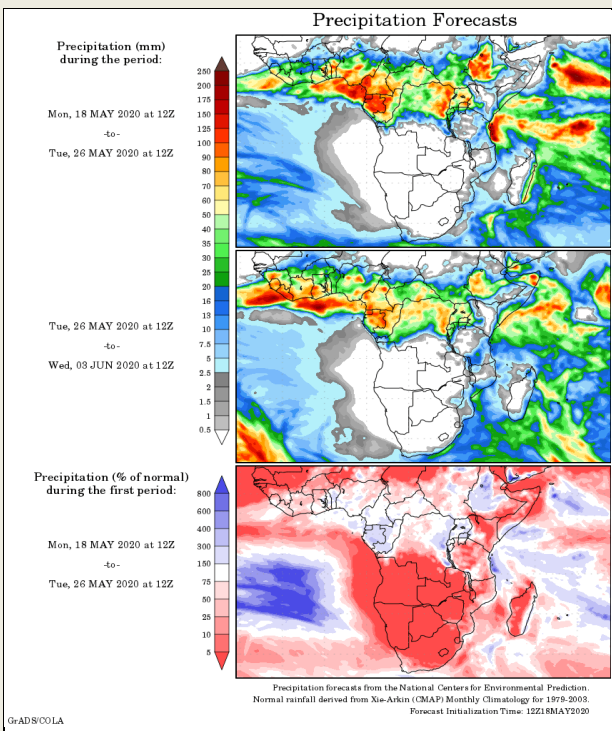 Precipitation Forecasts
Precipitation (mm)
during the period:
Mon, 18 MAY 2020 at 12Z
-to-
Tue, 26 MAY 2020 at 12Z
250
200
175
150
125
100
90
80
70
60
50
40
35
30
25
20
16
13
10
7.5
5
2.5
2
1.5
1
0.5
Tue, 26 MAY 2020 at 12Z
-to-
Wed, 03 JUN 2020 at 12Z
Precipitation (% of normal)
during the first period:
Mon, 18 MAY 2020 at 12Z
-to-
Tue, 26 MAY 2020 at 12Z
800
600
400
300
150
75
50
25
10
5
Precipitation forecasts from the National Centers for Environmental Prediction.
Normal rainfall derived from Xie-Arkin (CMAP) Monthly Climatology for 1979-2003.
Forecast Initialization Time: 12Z18MAY2020
GrADS/COLA